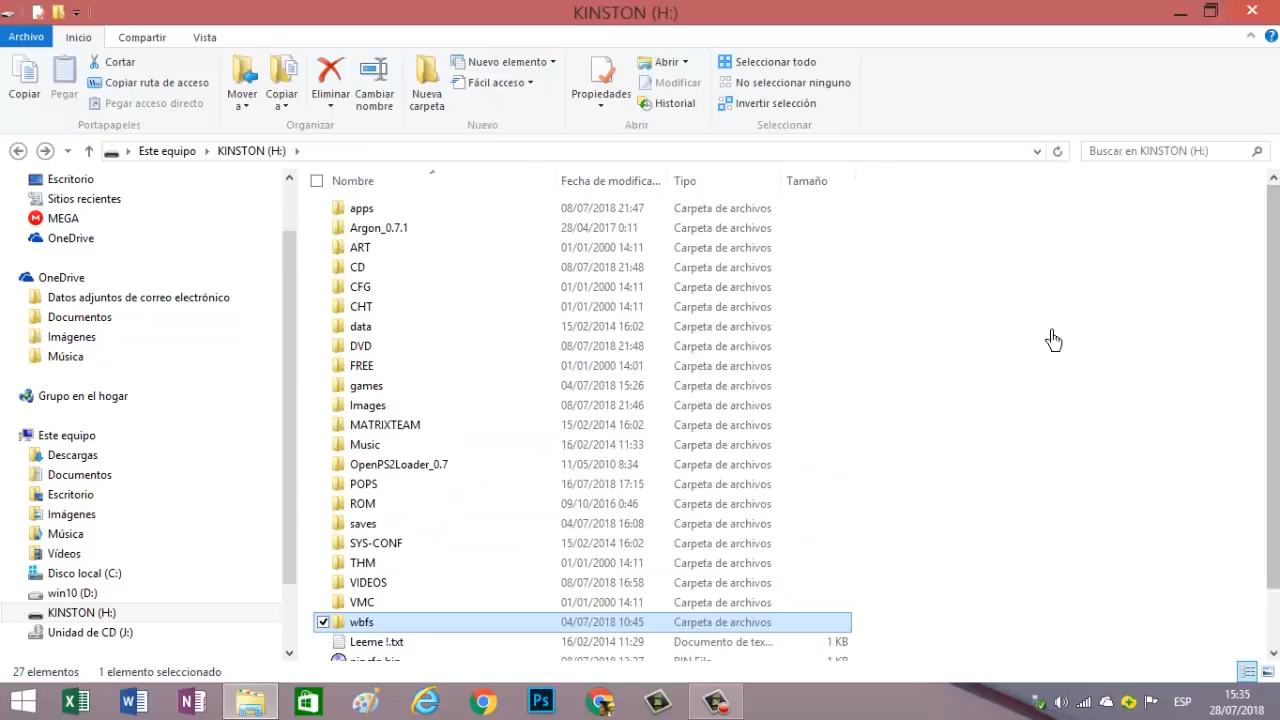 KINSTON (H:)
Archivo Inicio Compartir Vista
Copiar
Pegar
Cortar
Copiar ruta de acceso
Pegar acceso directo
Portapapeles
Mover a
Copiar a
Eliminar
Cambiar nombre
Organizar
Nueva carpeta
Nuevo elemento
Fácil acceso
Nuevo
Propiedades
Abrir
Modificar
Historial
Abrir
Seleccionar todo
No seleccionar ninguno
Invertir selección
Seleccionar
Este equipo KINSTON (H:)
Buscar en KINSTON (H:)
Escritorio
Sitios recientes
MEGA
OneDrive
OneDrive
Datos adjuntos de correo electrónico
Documentos
Imágenes
Música
Grupo en el hogar
Este equipo
Descargas
Documentos
Escritorio
Imágenes
Música
Vídeos
Disco local (C:)
win10 (D:)
KINSTON (H:)
Unidad de CD (J:)
Nombre Fecha de modifica... Tipo Tamaño
apps 08/07/2018 21:47 Carpeta de archivos
Argon_0.7.1 28/04/2017 0:11 Carpeta de archivos
ART 01/01/2000 14:11 Carpeta de archivos
CD 08/07/2018 21:48 Carpeta de archivos
CFG 01/01/2000 14:11 Carpeta de archivos
CHT 01/01/2000 14:11 Carpeta de archivos
data 15/02/2014 16:02 Carpeta de archivos
DVD 08/07/2018 21:48 Carpeta de archivos
FREE 01/01/2000 14:01 Carpeta de archivos
games 04/07/2018 15:26 Carpeta de archivos
Images 08/07/2018 21:46 Carpeta de archivos
MATRIXTEAM 15/02/2014 16:02 Carpeta de archivos
Music 16/02/2014 11:33 Carpeta de archivos
OpenPS2Loader_0.7 11/05/2010 8:34 Carpeta de archivos
POPS 16/07/2018 17:15 Carpeta de archivos
ROM 09/10/2016 0:46 Carpeta de archivos
saves 04/07/2018 16:08 Carpeta de archivos
SYS-CONF 15/02/2014 16:02 Carpeta de archivos
THM 01/01/2000 14:11 Carpeta de archivos
VIDEOS 08/07/2018 16:58 Carpeta de archivos
VMC 01/01/2000 14:11 Carpeta de archivos
wbfs 04/07/2018 10:45 Carpeta de archivos
Leeme !.txt 16/02/2014 11:29 Documento de tex... 1 KB
27 elementos 1 elemento seleccionado
Ps
ESP
15:35
28/07/2018